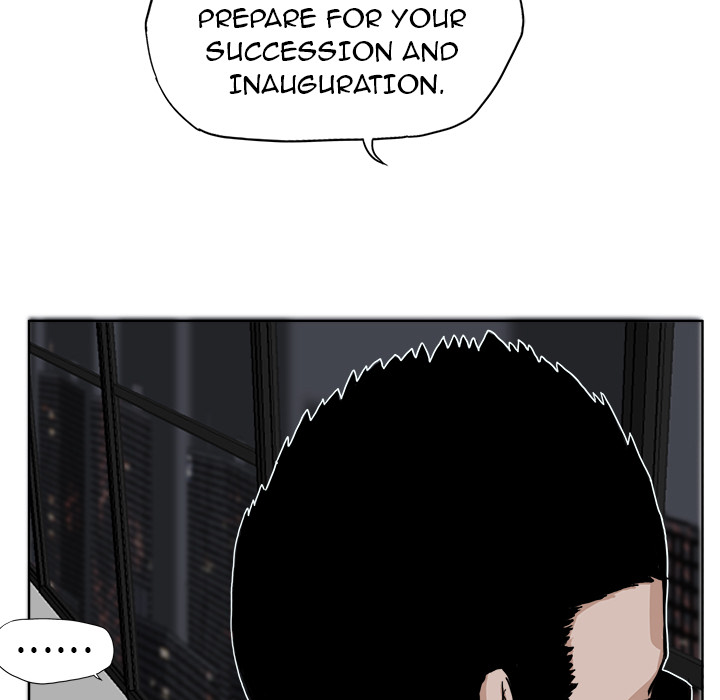 PREPARE FOR YOUR
SUCCESSION AND
INAUGURATION.
......